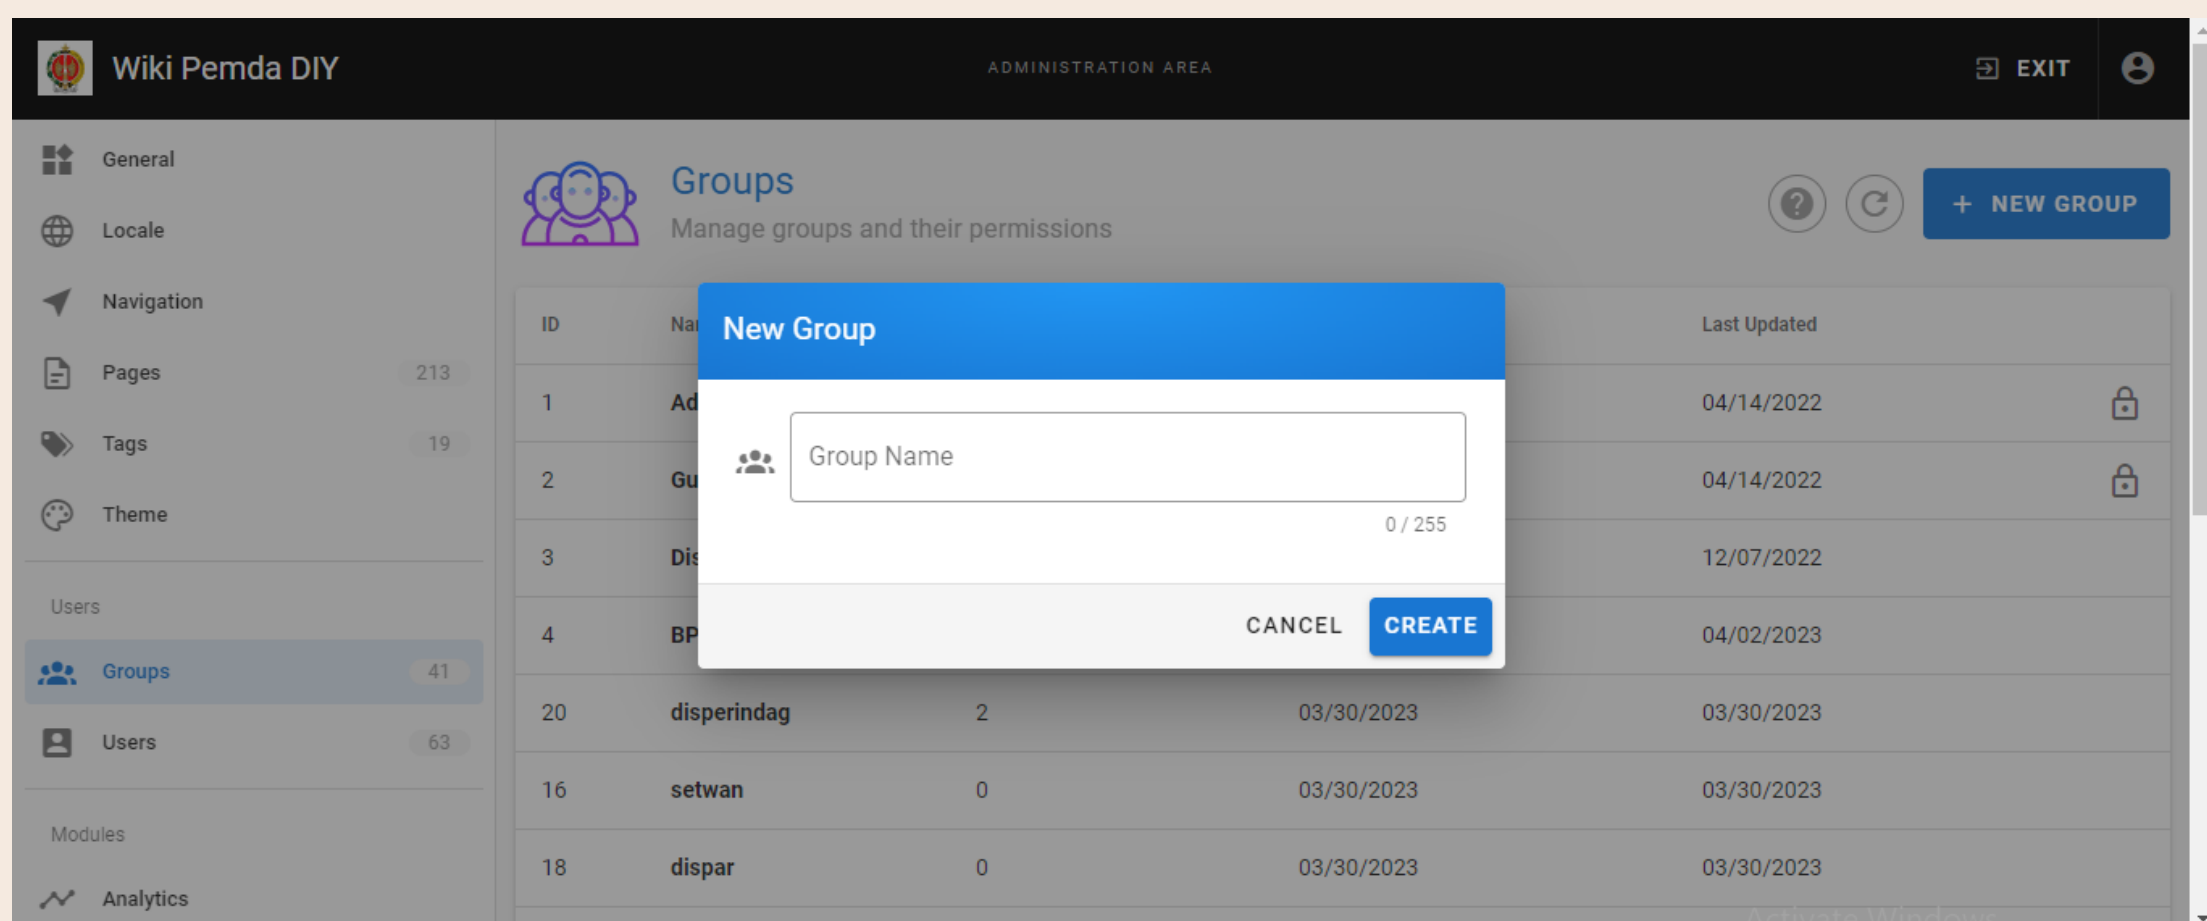 Wiki Pemda DIY
ADMINISTRATION AREA
EXIT
General
Locale
Navigation
Pages 213
Tags 19
Theme
Users
Groups 41
Users 63
Modules
Analytics
Groups
Manage groups and their permissions
+ NEW GROUP
ID Last Updated
1 04/14/2022
2 04/14/2022
3 12/07/2022
4 04/02/2023
20 disperindag 2 03/30/2023 03/30/2023
16 setwan 0 03/30/2023 03/30/2023
18 dispar 0 03/30/2023 03/30/2023
New Group
Group Name
0 / 255
CANCEL
CREATE